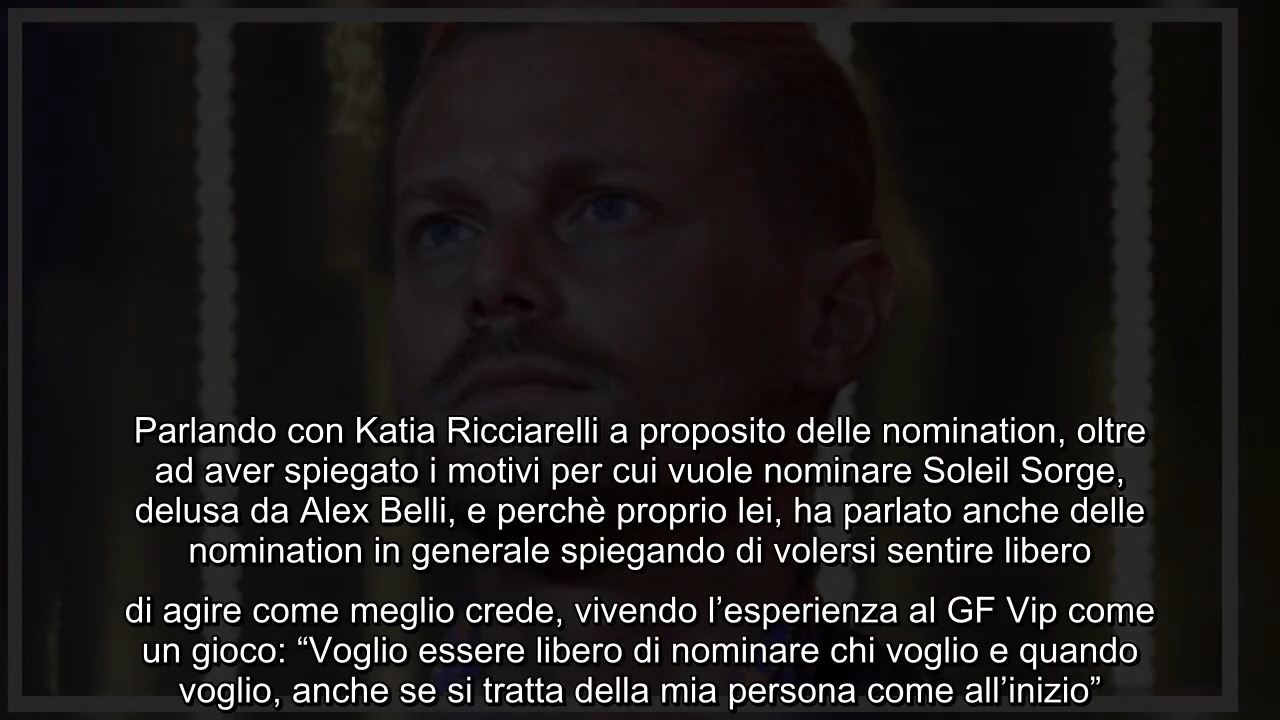 Parlando con Katia Ricciarelli a proposito delle nomination, oltre
ad aver spiegato i motivi per cui vuole nominare Soleil Sorge,
delusa da Alex Belli, e perchè proprio lei, ha parlato anche delle
nomination in generale spiegando di volersi sentire libero
di agire come meglio crede, vivendo l’esperienza al GF Vip come
un gioco: “Voglio essere libero di nominare chi voglio e quando
voglio, anche se si tratta della mia persona come all’inizio”